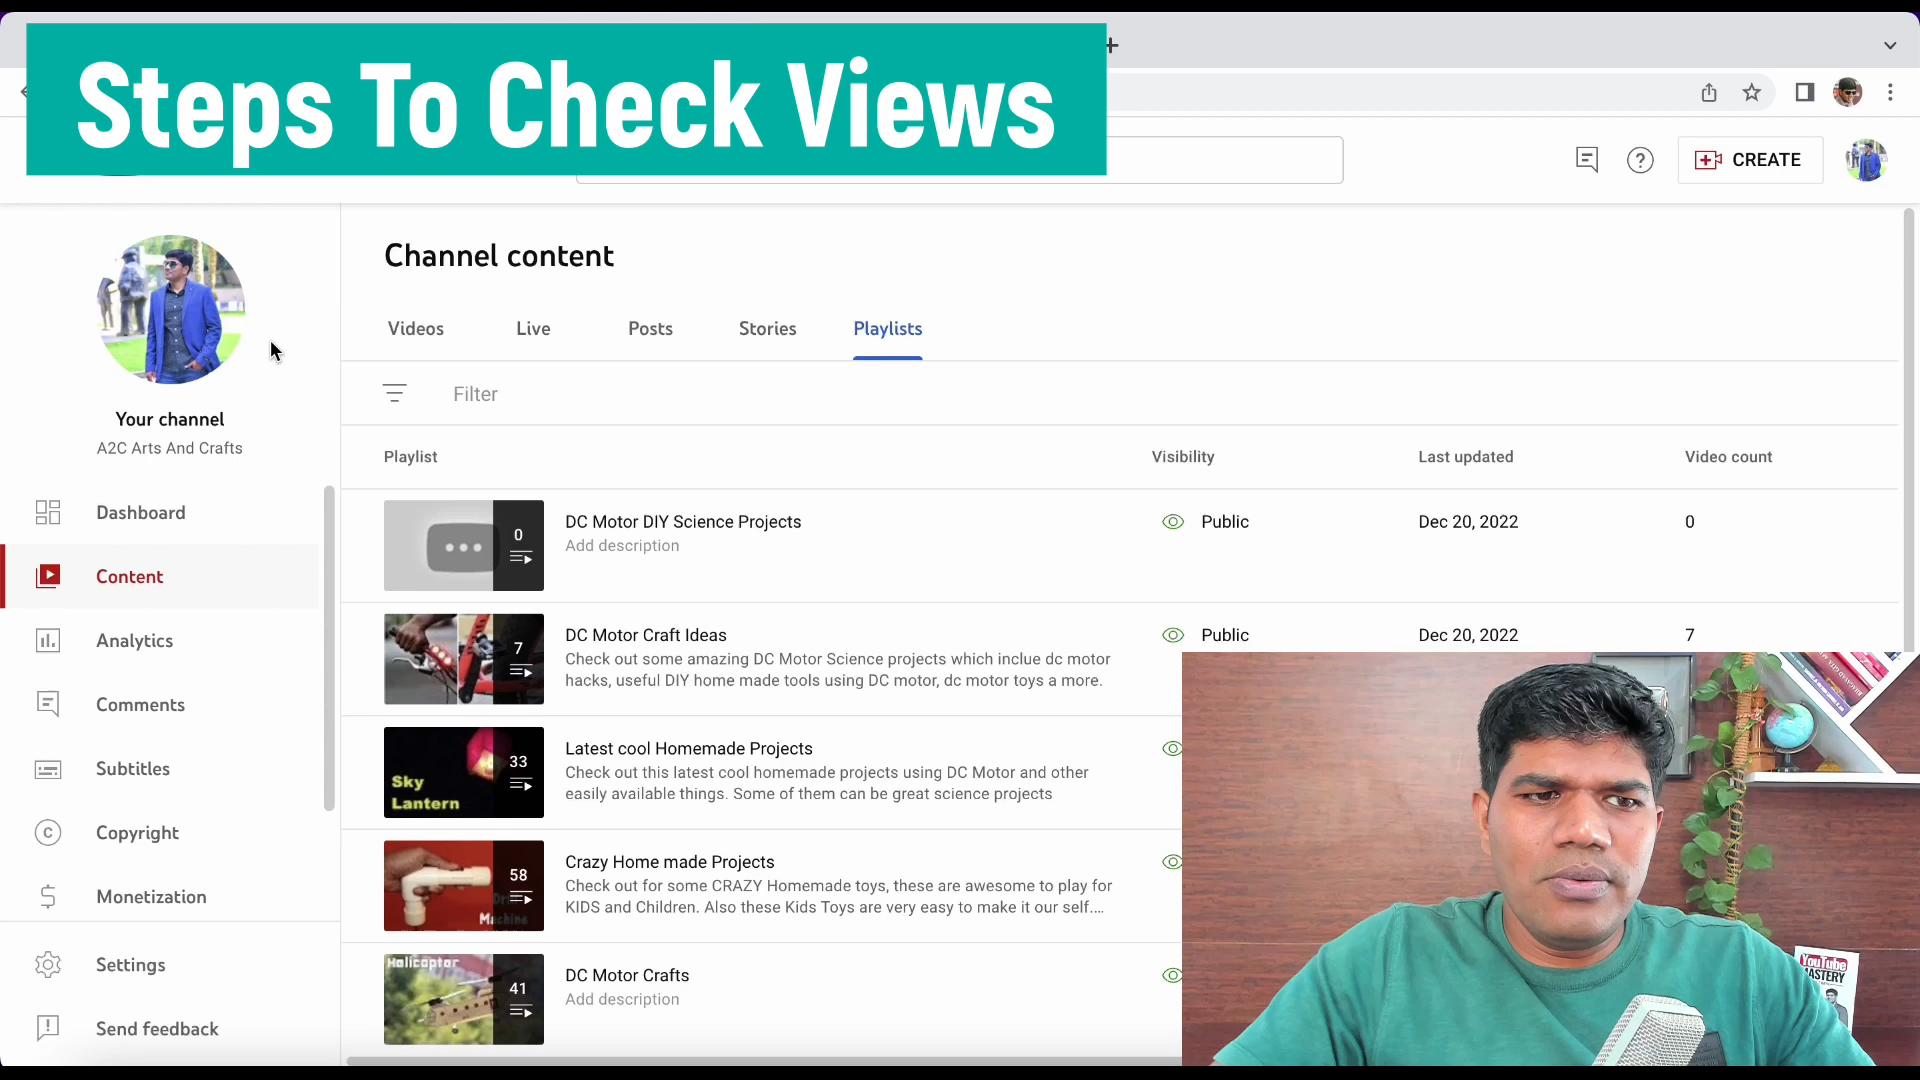 Steps To Check Views
CREATE
Your channel
A2C Arts And Crafts
Dashboard
Content
Analytics
Comments
Subtitles
Copyright
Monetization
Settings
Send feedback
Channel content
Videos Live Posts Stories Playlists
Filter
Playlist Visibility Last updated Video count
0 DC Motor DIY Science Projects Public Dec 20, 2022 0
Add description
7 DC Motor Craft Ideas Public Dec 20, 2022 7
Check out some amazing DC Motor Science projects which inclue dc motor
hacks, useful DIY home made tools using DC motor, dc motor toys a more.
33 Latest cool Homemade Projects
Check out this latest cool homemade projects using DC Motor and other
easily available things. Some of them can be great science projects
Sky
Lantern
58 Crazy Home made Projects
Check out for some CRAZY Homemade toys, these are awesome to play for
KIDS and Children. Also these Kids Toys are very easy to make it our self....
Machine
Helicopter
41 DC Motor Crafts
Add description
YouTube
MASTERY